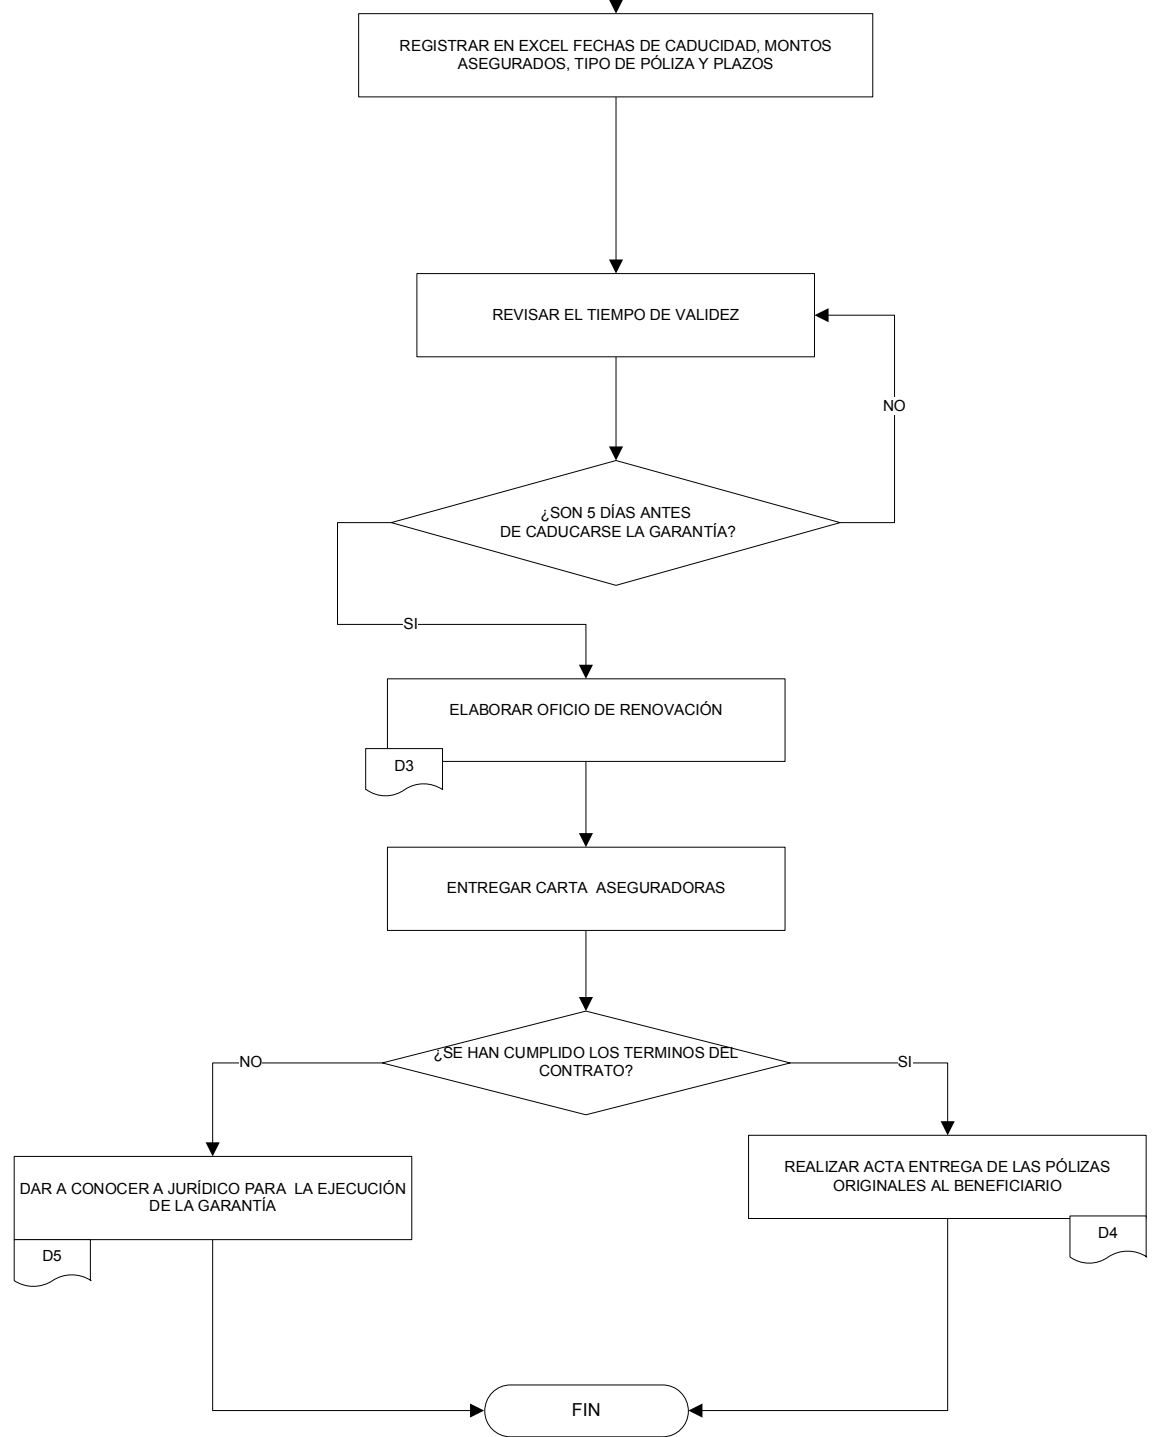 REGISTRAR EN EXCEL FECHAS DE CADUCIDAD, MONTOS
ASEGURADOS, TIPO DE PÓLIZA Y PLAZOS
REVISAR EL TIEMPO DE VALIDEZ
NO
¿SON 5 DÍAS ANTES
DE CADUCARSE LA GARANTÍA?
SI
ELABORAR OFICIO DE RENOVACIÓN
D3
ENTREGAR CARTA  ASEGURADORAS
¿SE HAN CUMPLIDO LOS TERMINOS DEL
CONTRATO?
NO
SI
DAR A CONOCER A JURÍDICO PARA  LA EJECUCIÓN
DE LA GARANTÍA
D5
REALIZAR ACTA ENTREGA DE LAS PÓLIZAS
ORIGINALES AL BENEFICIARIO
D4
FIN